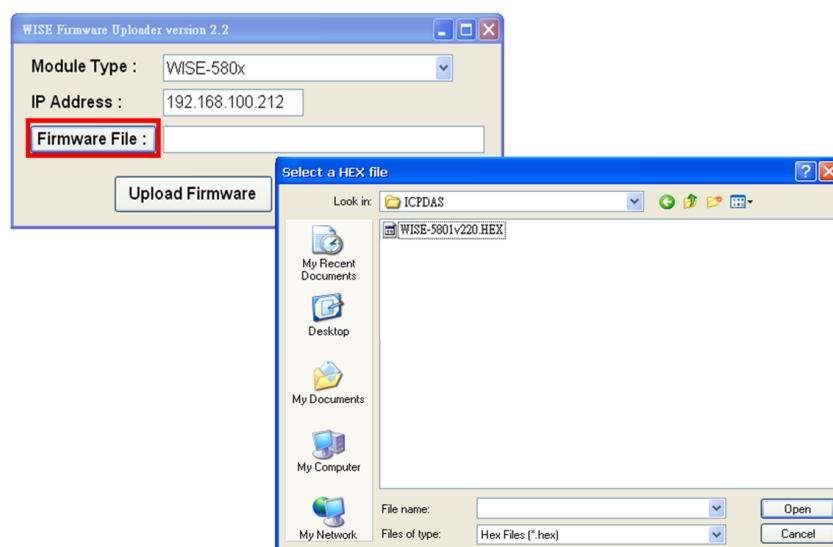 WISE Firmware Uploader version 2.2
Module Type :
WISE-580x
IP Address :
192.168.100.212
Firmware File :
Upload Firmware
Select a HEX file
Look in:
ICPDAS
WISE-5801v220.HEX
My Recent
Documents
Desktop
My Documents
My Computer
My Network
File name:
Open
Files of type:
Hex Files (*.hex)
Cancel